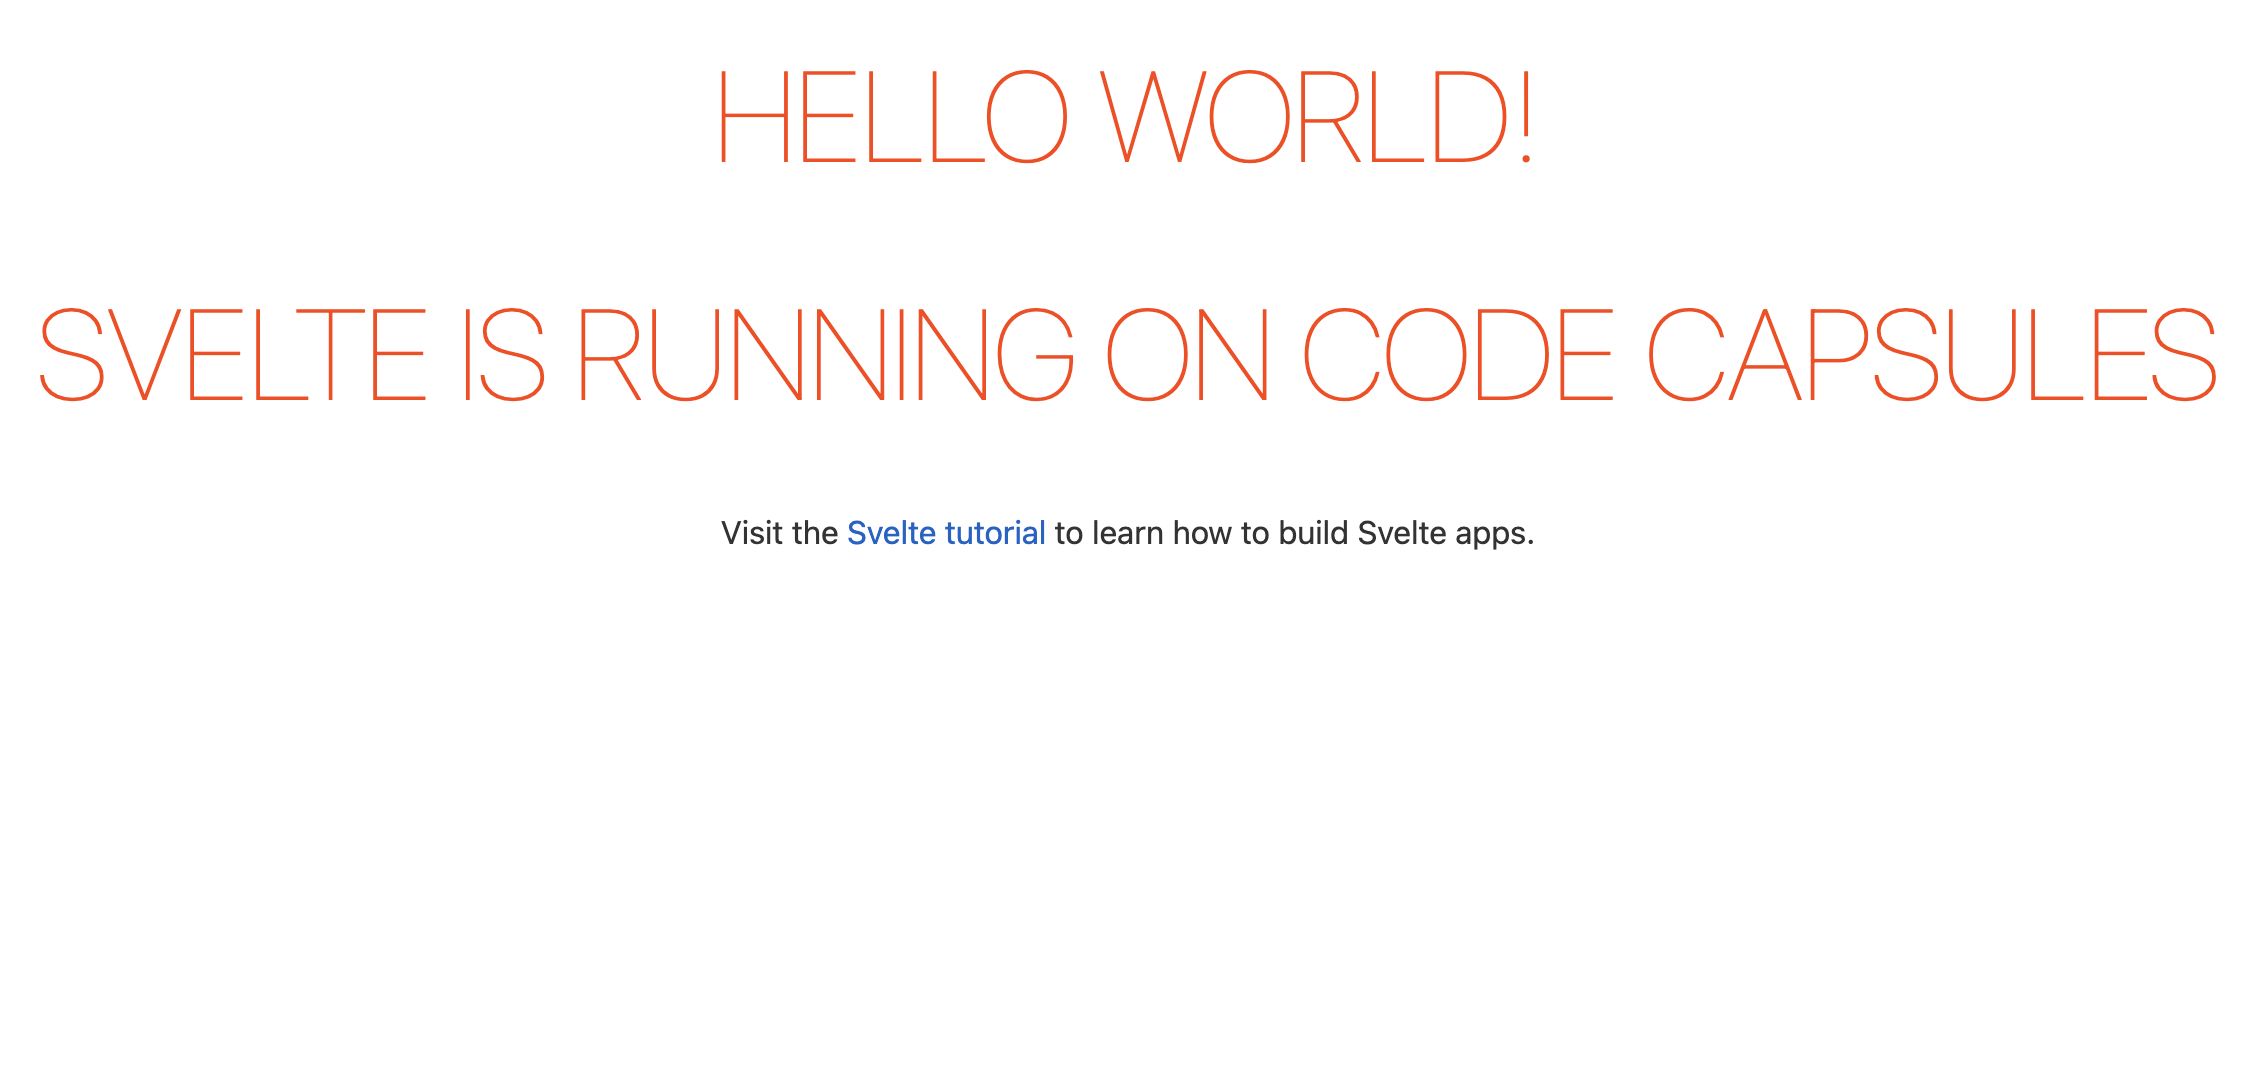 HELLO WORLD!
SVELTE IS RUNNING ON CODE CAPSULES
Visit the Svelte tutorial to learn how to build Svelte apps.